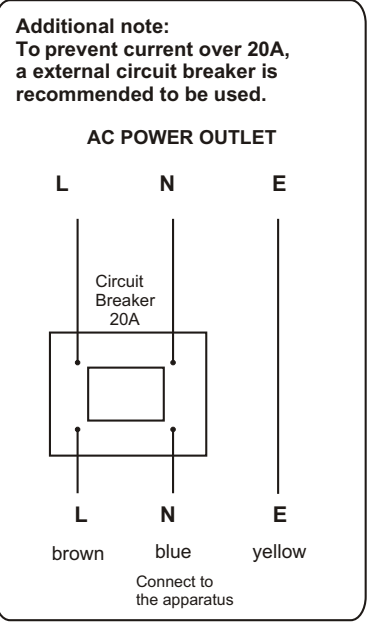 Additional note:
To prevent current over 20A,
a external circuit breaker is
recommended to be used.
AC POWER OUTLET
L N E
Circuit
Breaker
20A
L N E
brown blue yellow
Connect to
the apparatus